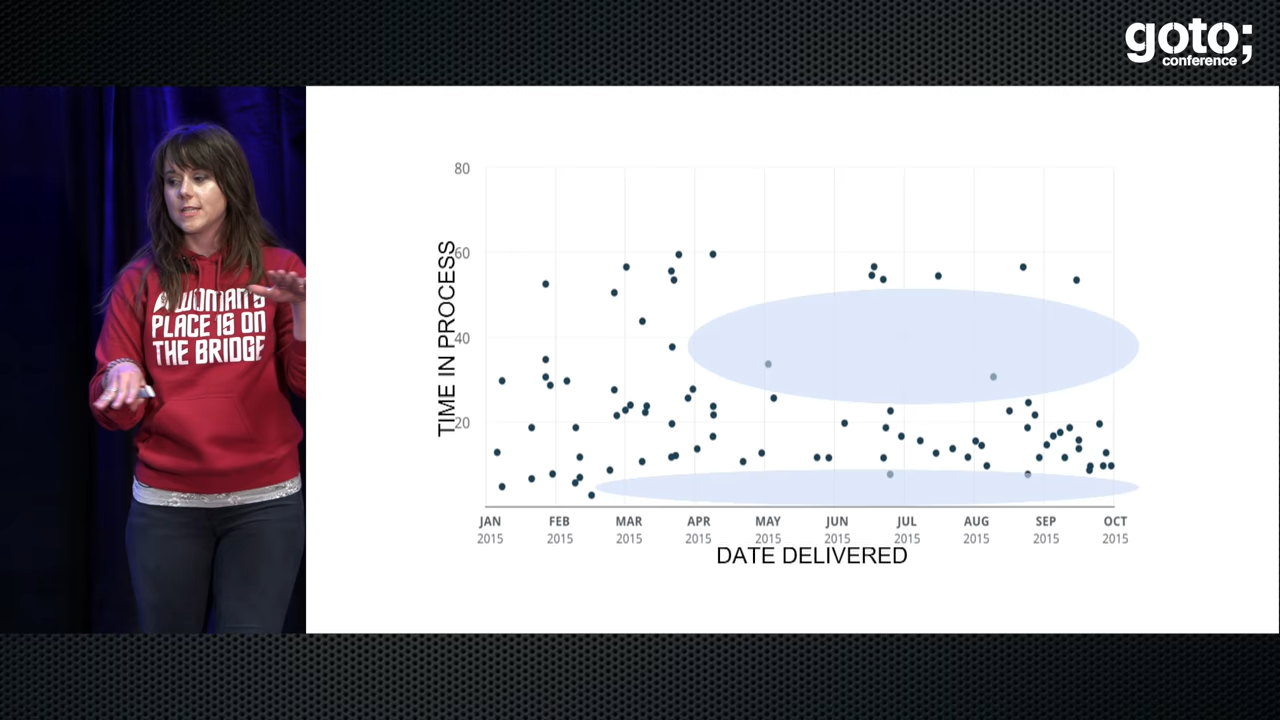 goto;
conference
A WOMAN'S
PLACE IS ON
THE BRIDGE
TIME IN PROCESS
80
60
40
20
JAN FEB MAR APR MAY JUN JUL AUG SEP OCT
2015 2015 2015 2015 2015 2015 2015 2015 2015 2015
DATE DELIVERED